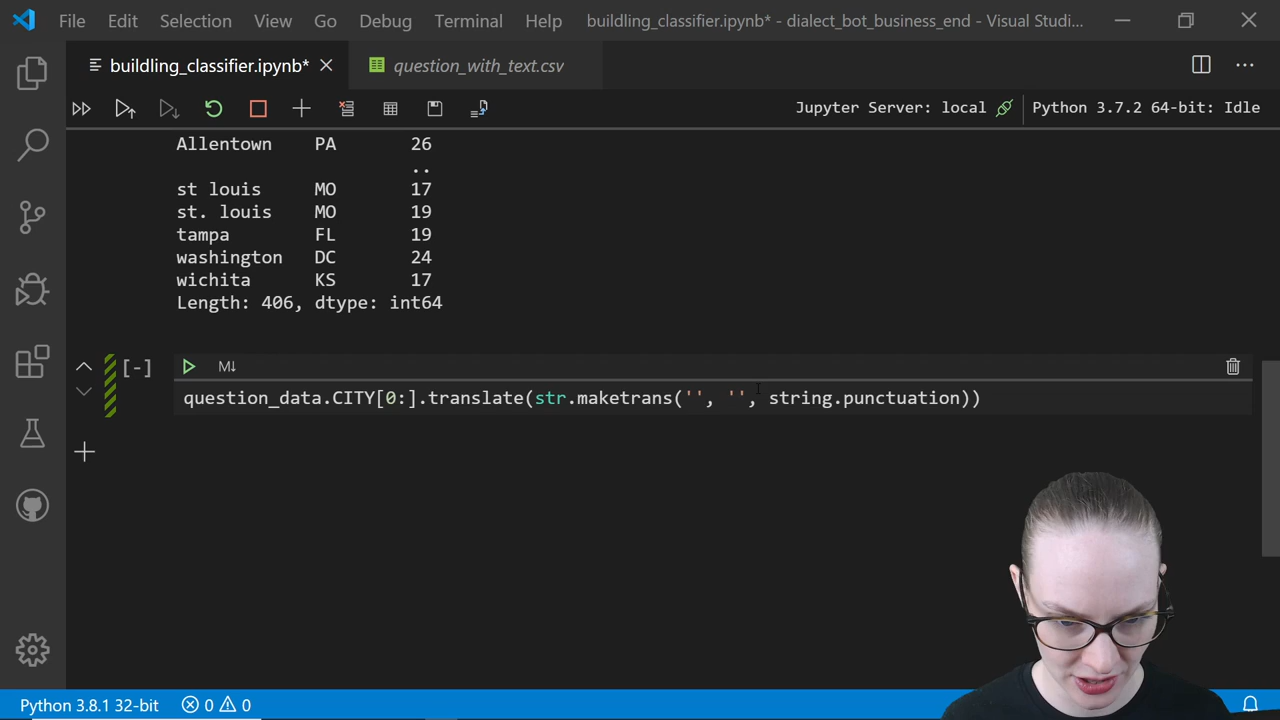 File Edit Selection View Go Debug Terminal Help buildling_classifier.ipynb* - dialect_bot_business_end - Visual Studi...
buildling_classifier.ipynb* question_with_text.csv
Jupyter Server: local Python 3.7.2 64-bit: Idle
Allentown PA 26
..
st louis MO 17
st. louis MO 19
tampa FL 19
washington DC 24
wichita KS 17
Length: 406, dtype: int64
[-] M↓
question_data.CITY[0:].translate(str.maketrans('', '', string.punctuation))
Python 3.8.1 32-bit 0 0